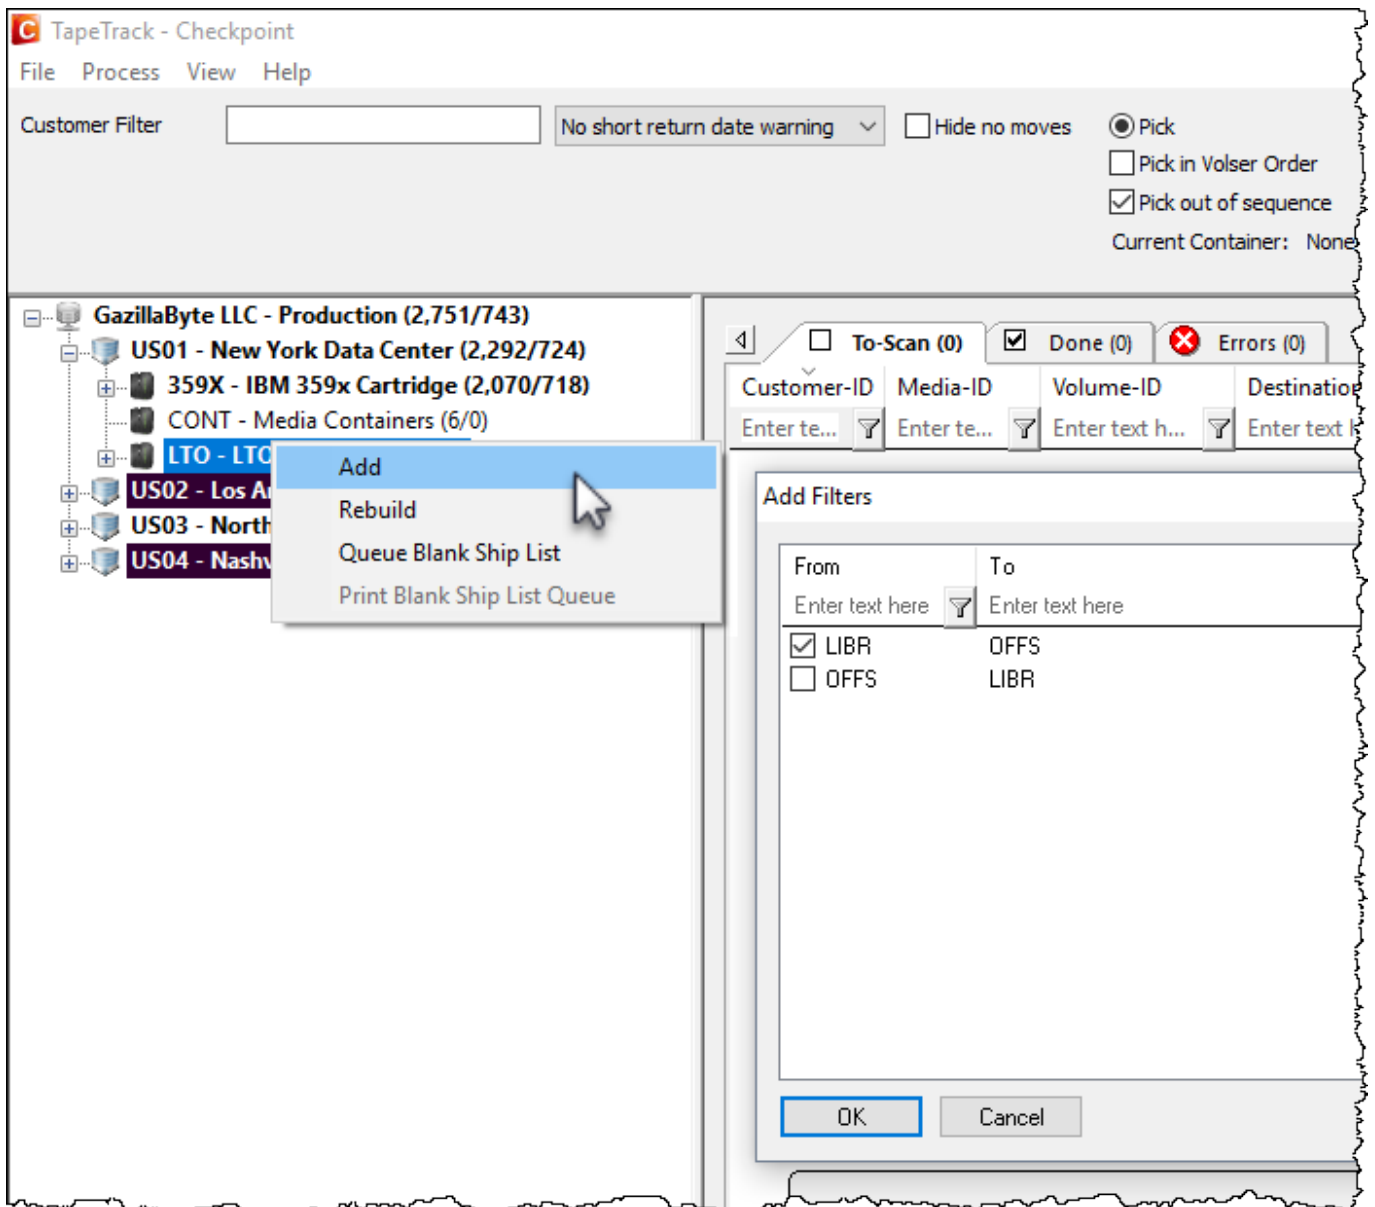 TapeTrack - Checkpoint
File Process View Help
Customer Filter No short return date warning Hide no moves Pick
Pick in Volser Order
Pick out of sequence
Current Container: None
GazillaByte LLC - Production (2,751/743)
US01 - New York Data Center (2,292/724)
359X - IBM 359x Cartridge (2,070/718)
CONT - Media Containers (6/0)
LTO - LTO
US02 - Los
US03 - North
US04 - Nash
Add
Rebuild
Queue Blank Ship List
Print Blank Ship List Queue
To-Scan (0) Done (0) Errors (0)
Customer-ID Media-ID Volume-ID Destination
Enter te... Enter te... Enter text h... Enter text
Add Filters
From To
Enter text here Enter text here
LIBR OFFS
OFFS LIBR
OK Cancel